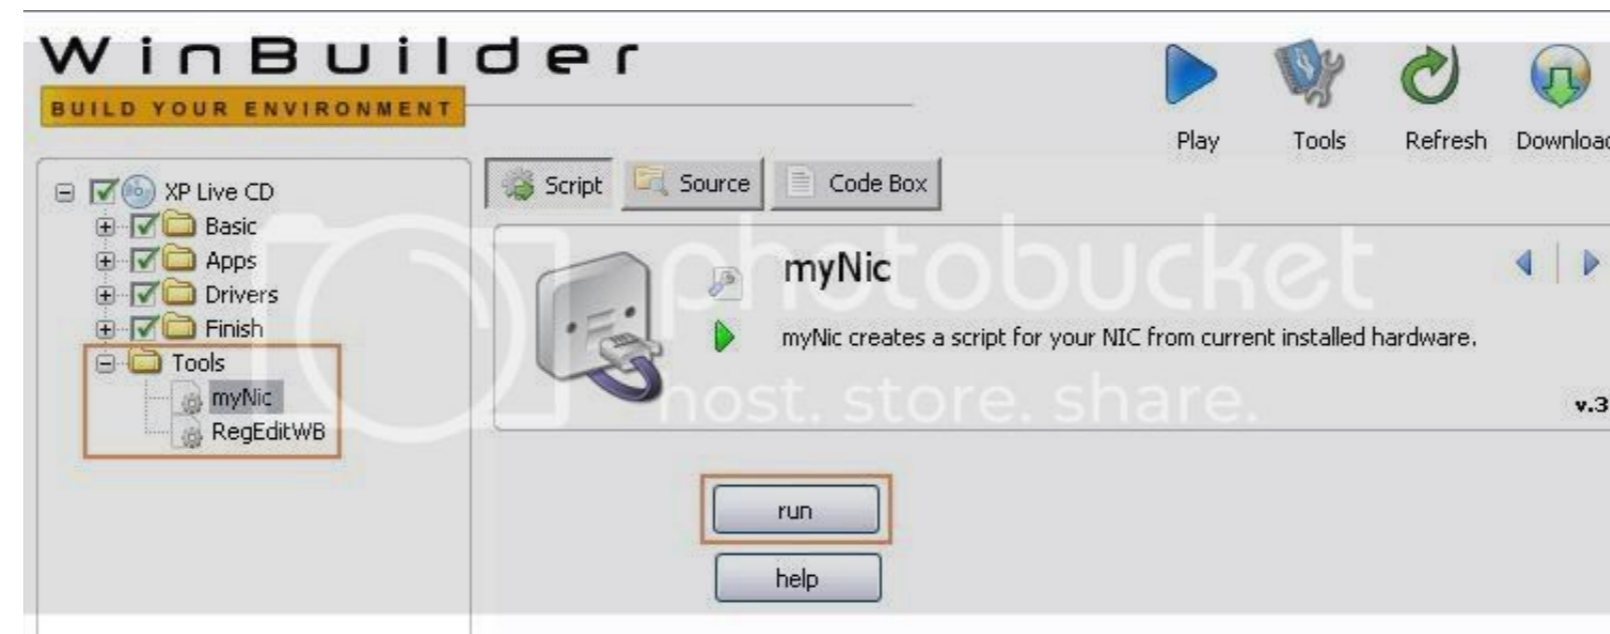 WinBuilder
BUILD YOUR ENVIRONMENT
Play Tools Refresh Download
XP Live CD
Basic
Apps
Drivers
Finish
Tools
myNic
RegEditWB
Script Source Code Box
myNic
myNic creates a script for your NIC from current installed hardware.
v.3
run
help
photobucket
host. store. share.